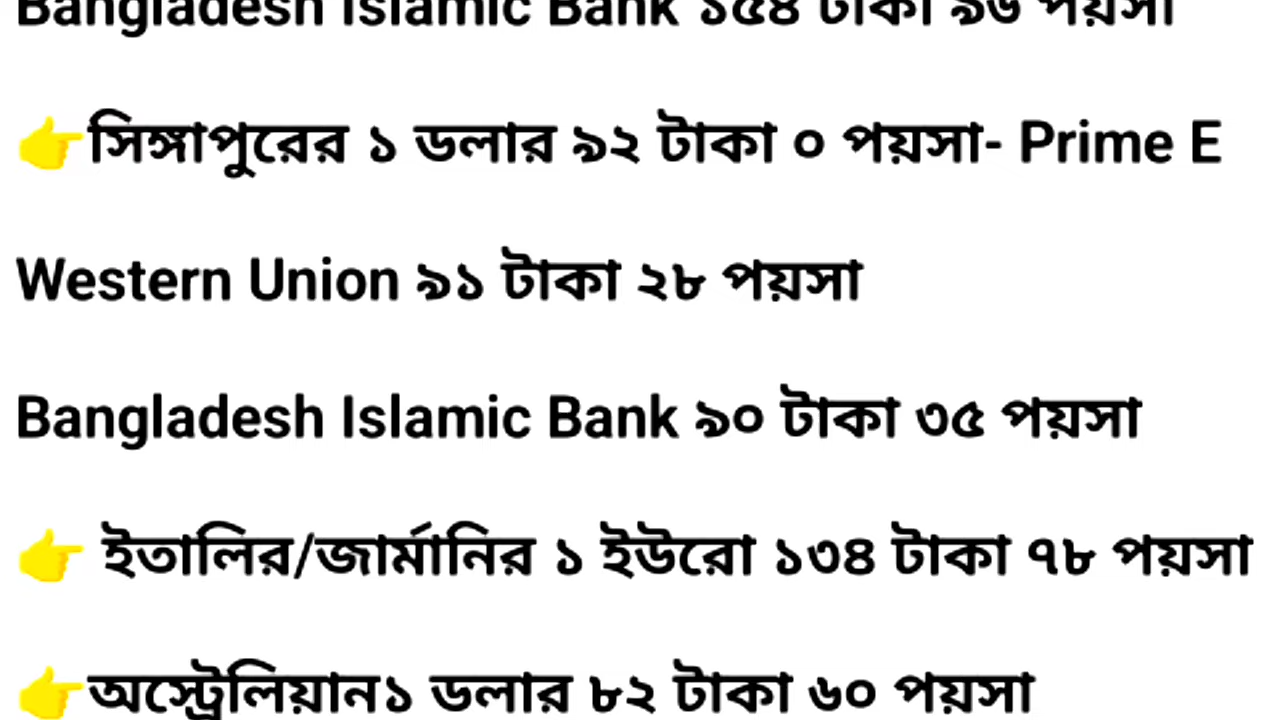 Bangladesh Islamic Bank ১৫৪ টাকা ৯৬ পয়সা
👉সিঙ্গাপুরের ১ ডলার ৯২ টাকা ০ পয়সা- Prime E
Western Union ৯১ টাকা ২৮ পয়সা
Bangladesh Islamic Bank ৯০ টাকা ৩৫ পয়সা
👉 ইতালির/জার্মানির ১ ইউরো ১৩৪ টাকা ৭৮ পয়সা
👉অস্ট্রেলিয়ান১ ডলার ৮২ টাকা ৬০ পয়সা